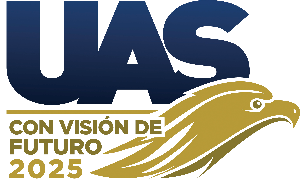 UAS
CON VISIÓN DE
FUTURO
2025